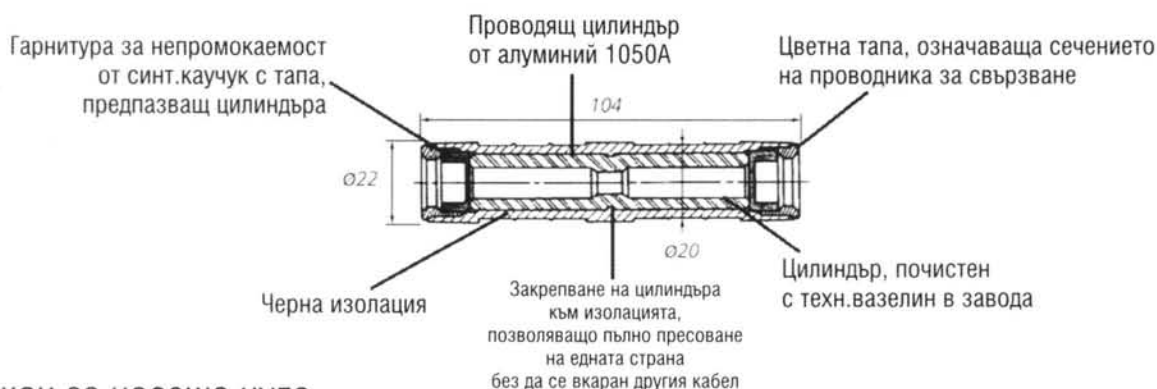 Гарнитура за непромокаемост
от синт.каучук с тапа,
предпазващ цилиндъра
Проводящ цилиндър
от алуминий 1050А
Цветна тапа, означаваща сечението
на проводника за свързване
104
Ø22
Ø20
Черна изолация
Закрепване на цилиндъра
към изолацията,
позволяващо пълно пресоване
на едната страна
без да се вкаран другия кабел
Цилиндър, почистен
с техн.вазелин в завода